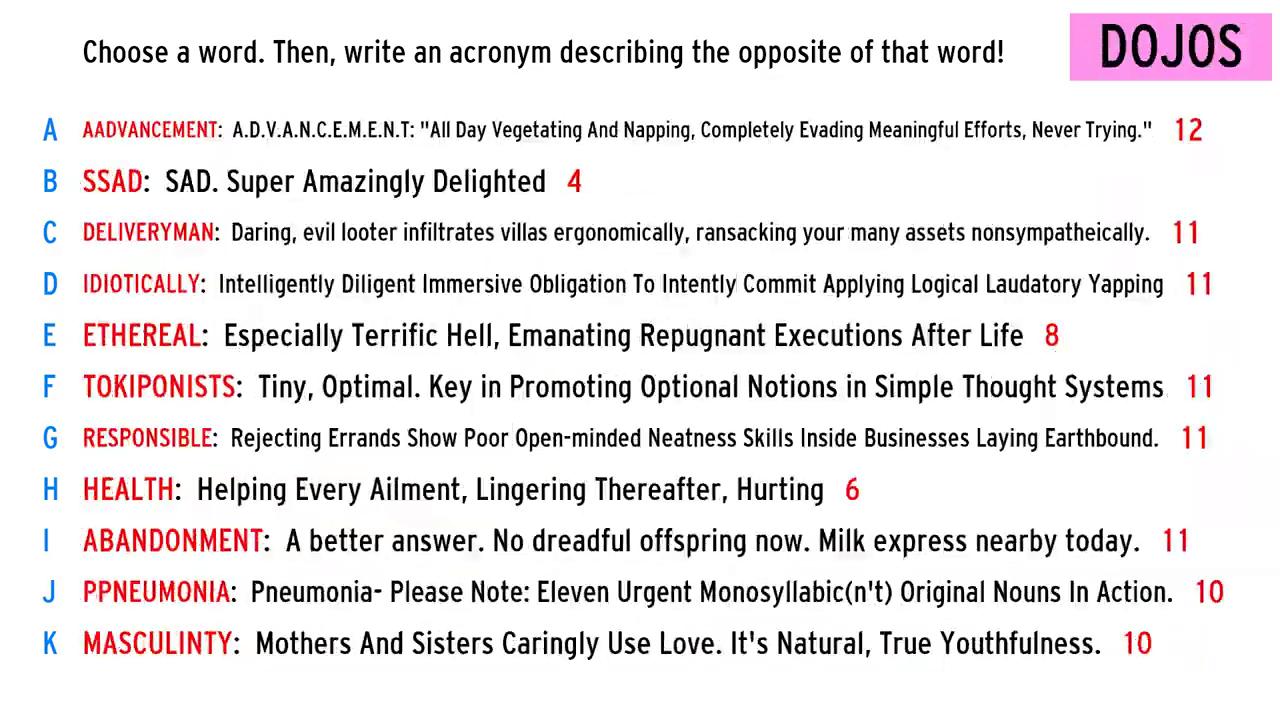 Choose a word. Then, write an acronym describing the opposite of that word!
DOJOS
A AADVANCEMENT: A.D.V.A.N.C.E.M.E.N.T: "All Day Vegetating And Napping, Completely Evading Meaningful Efforts, Never Trying." 12
B SSAD: SAD. Super Amazingly Delighted 4
C DELIVERYMAN: Daring, evil looter infiltrates villas ergonomically, ransacking your many assets nonsympatheically. 11
D IDIOTICALLY: Intelligently Diligent Immersive Obligation To Intently Commit Applying Logical Laudatory Yapping 11
E ETHEREAL: Especially Terrific Hell, Emanating Repugnant Executions After Life 8
F TOKIPONISTS: Tiny, Optimal. Key in Promoting Optional Notions in Simple Thought Systems 11
G RESPONSIBLE: Rejecting Errands Show Poor Open-minded Neatness Skills Inside Businesses Laying Earthbound. 11
H HEALTH: Helping Every Ailment, Lingering Thereafter, Hurting 6
I ABANDONMENT: A better answer. No dreadful offspring now. Milk express nearby today. 11
J PPNEUMONIA: Pneumonia- Please Note: Eleven Urgent Monosyllabic(n't) Original Nouns In Action. 10
K MASCULINTY: Mothers And Sisters Caringly Use Love. It's Natural, True Youthfulness. 10